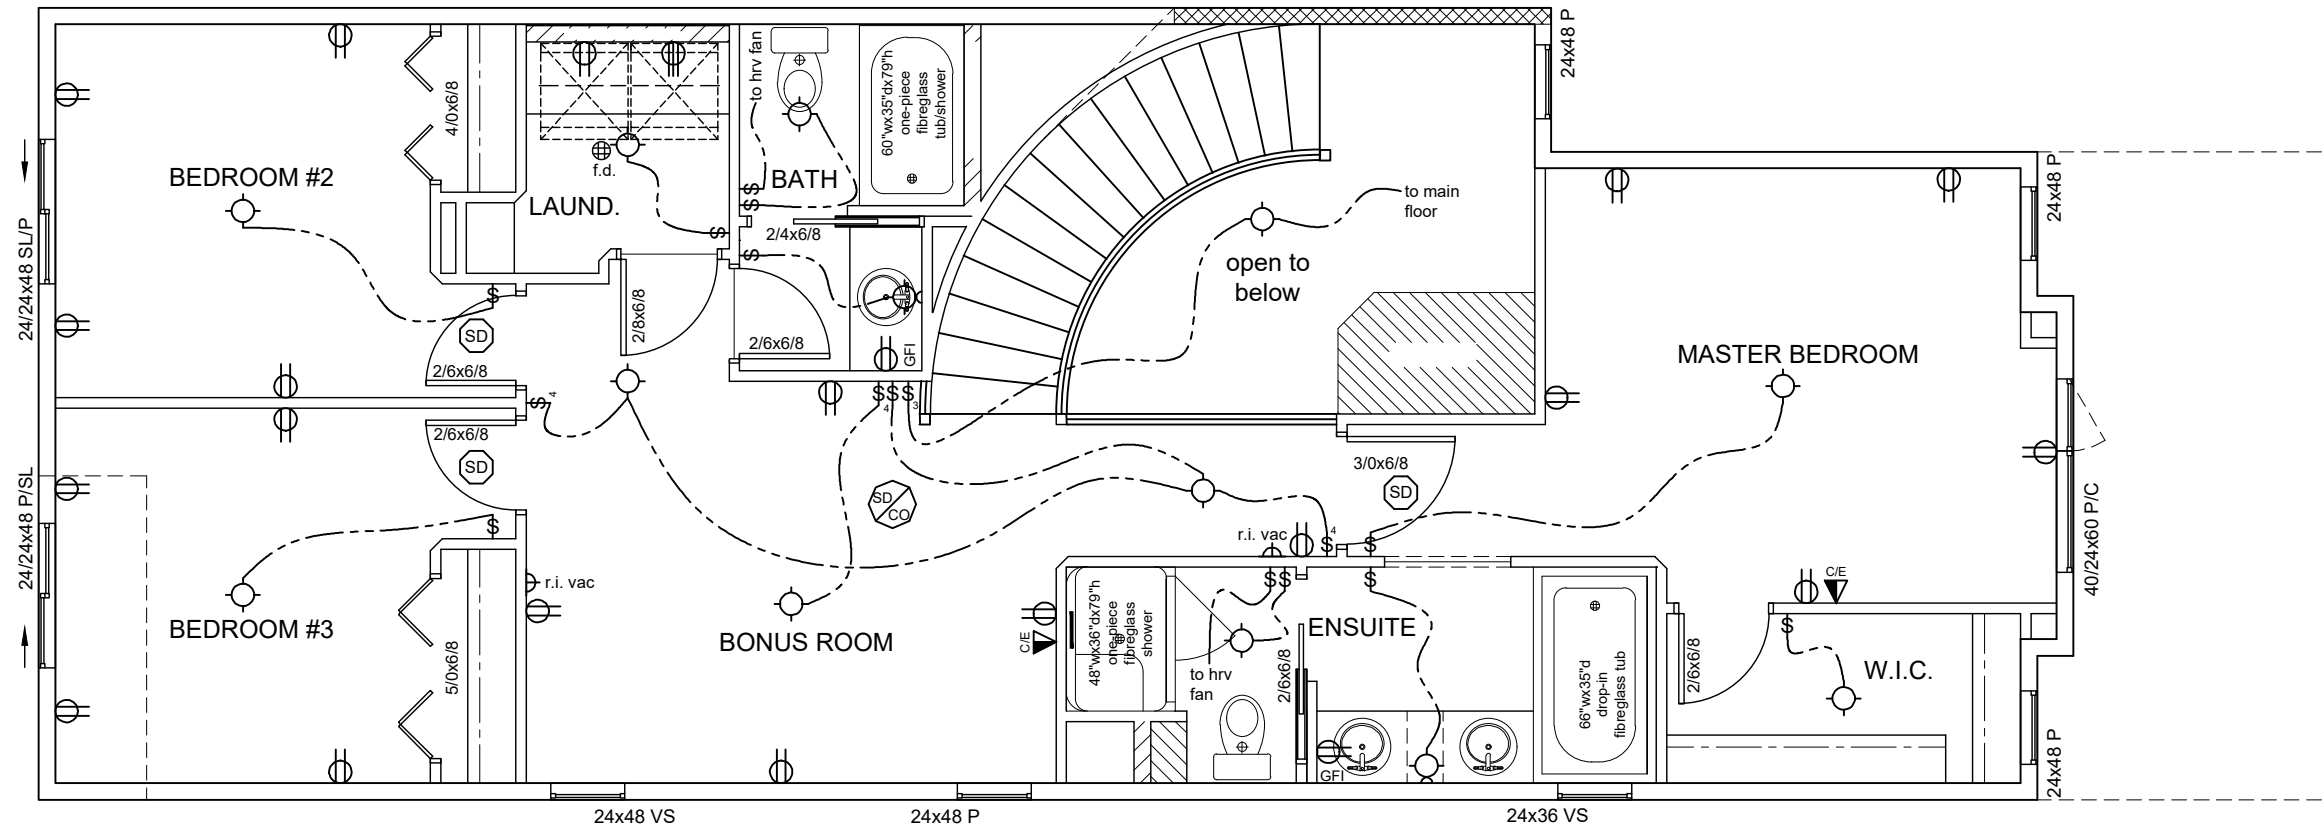 24x48 P
4/0x6/8
to hrv fan
60"wx35"dx79"h
one-piece
fibreglass
tub/shower
24x48 P
BEDROOM #2
f.d.
LAUND.
BATH
S
S
S
S
2/4x6/8
to main
floor
open to
below
24/24x48 SL/P
S
SD
2/6x6/8
2/8x6/8
2/6x6/8
GFI
MASTER BEDROOM
S
4
S
4
S
S
3
2/6x6/8
SD
3/0x6/8
SD
SD
CO
24/24x48 P/SL
S
r.i. vac
S
4
S
40/24x60 P/C
r.i. vac
C/E
BEDROOM #3
5/0x6/8
BONUS ROOM
C/E
48"wx36"dx79"h
one-piece
fibreglass
shower
S
S
S
to hrv
fan
2/6x6/8
ENSUITE
GFI
66"wx35"d
drop-in
fibreglass tub
2/6x6/8
S
W.I.C.
24x48 P
24x48 VS
24x48 P
24x36 VS